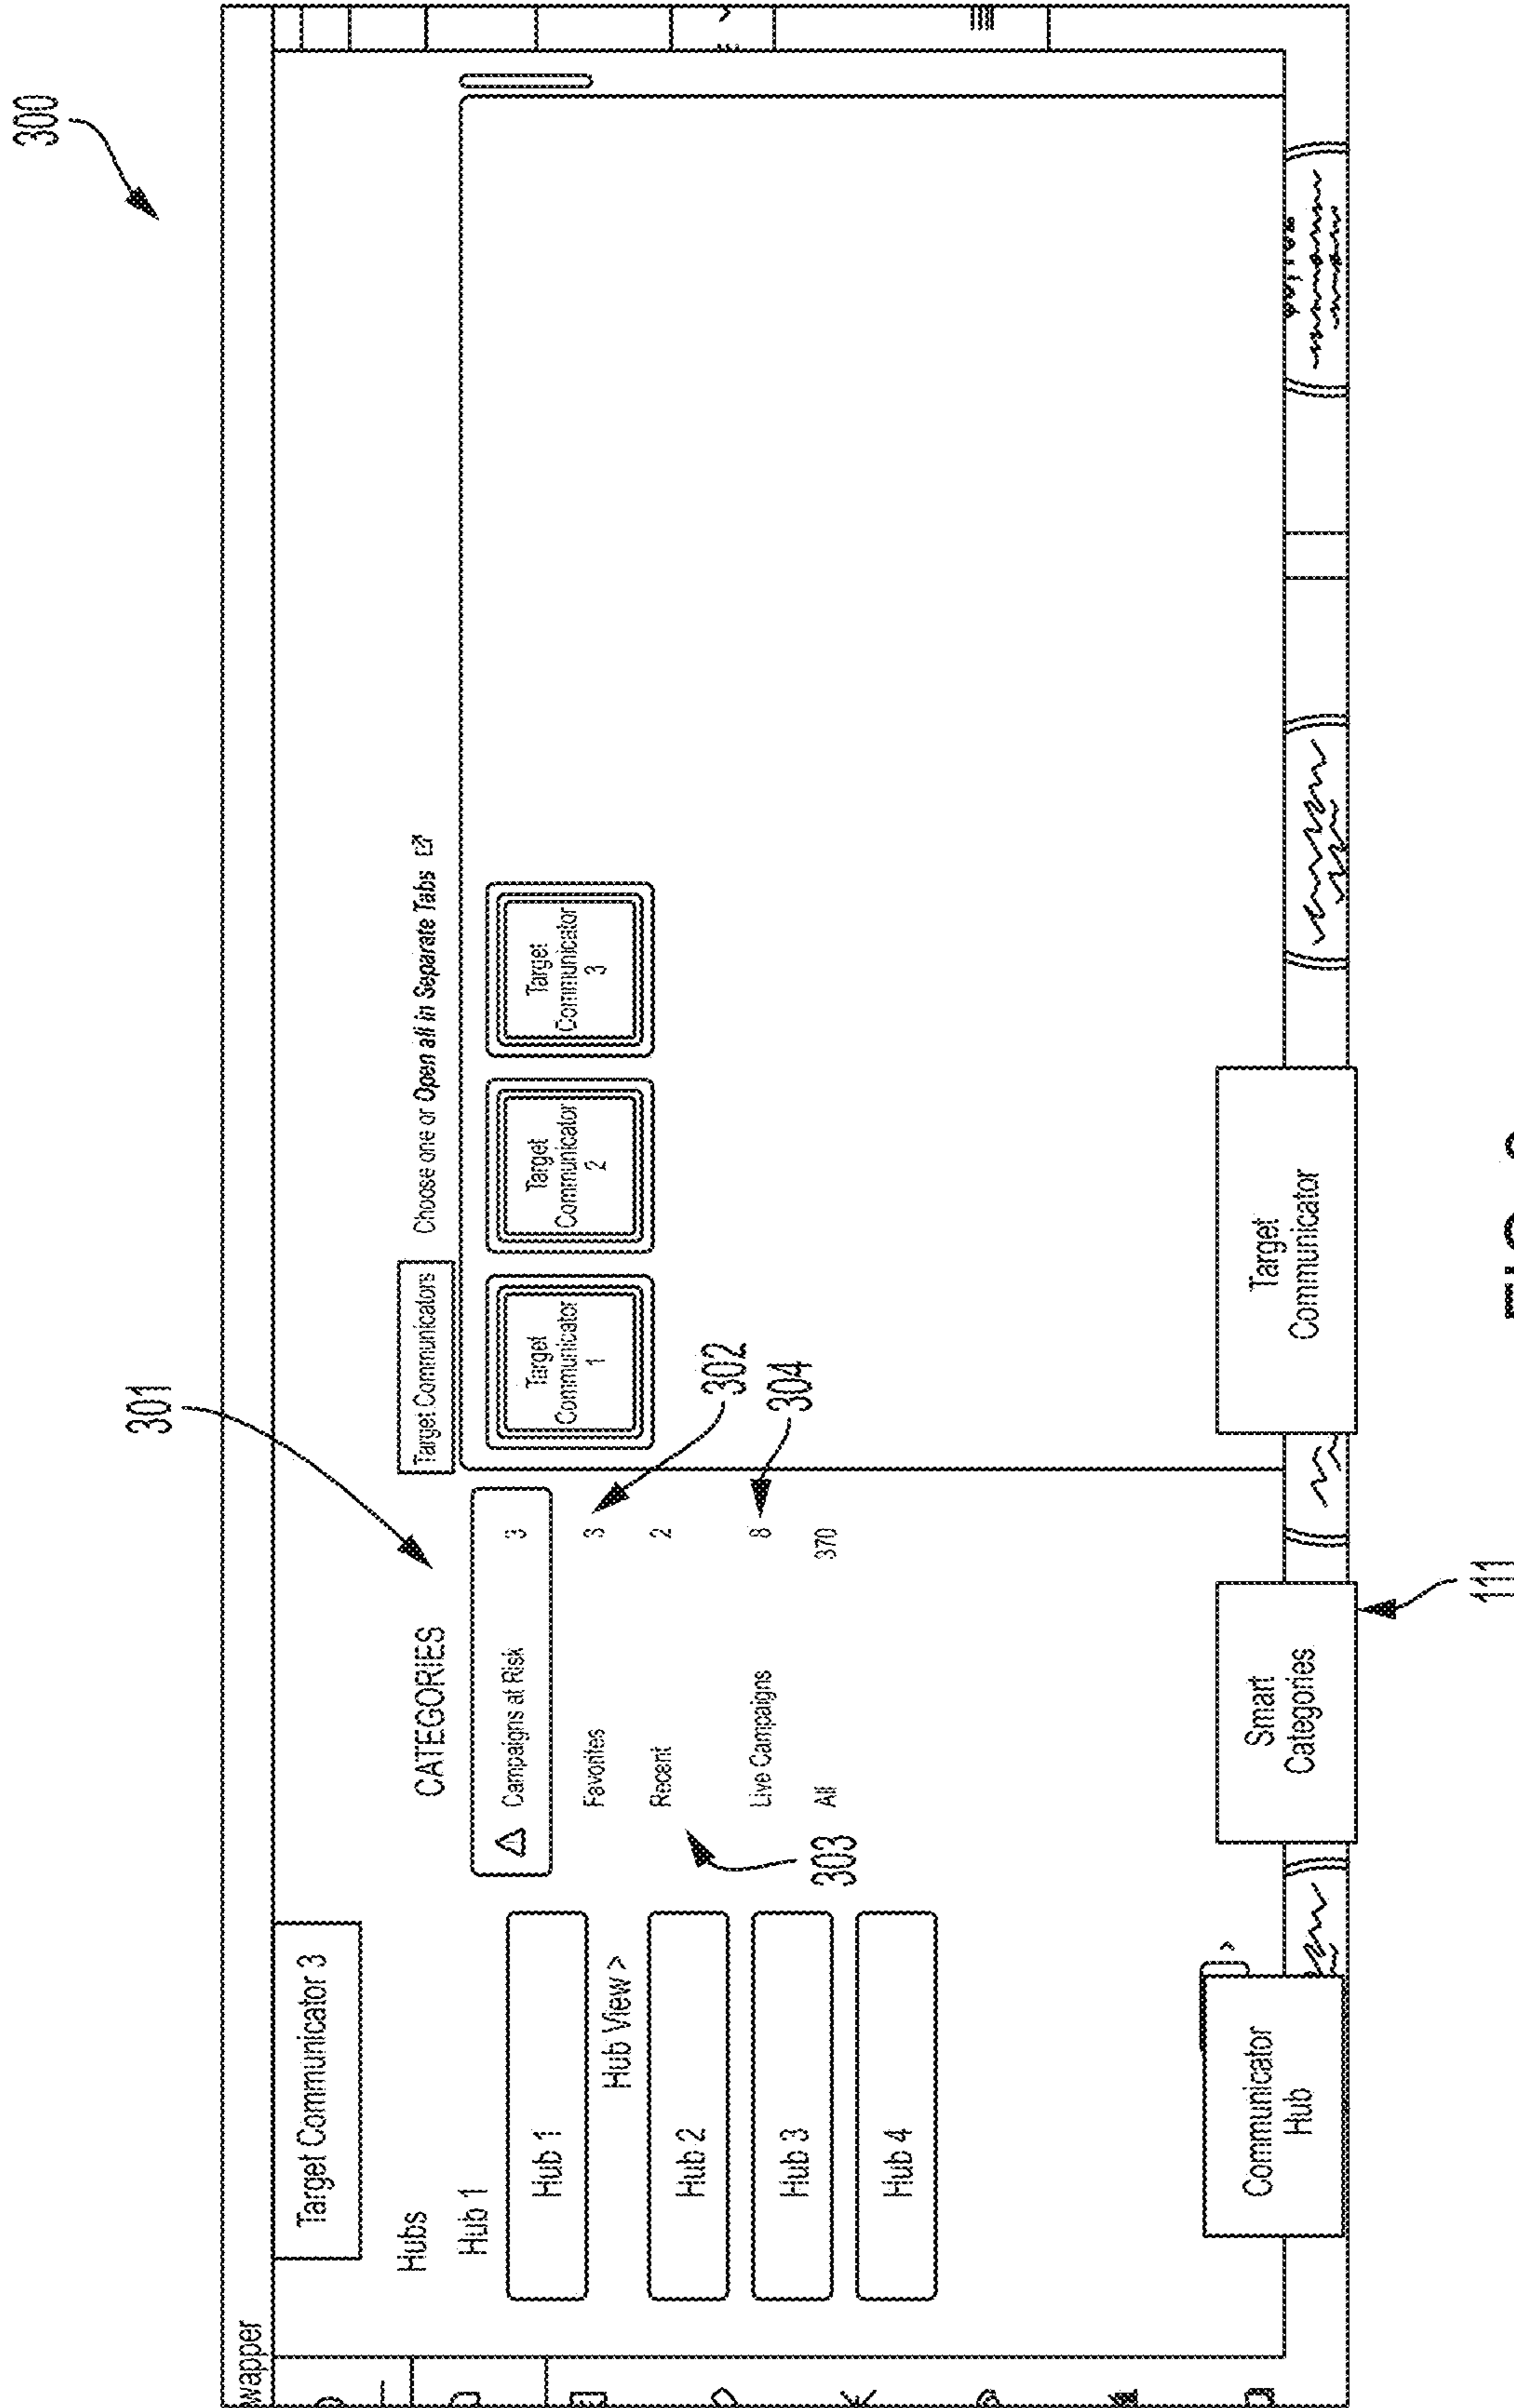 300
wapper
Target Communicator 3
Hubs
Hub 1
Hub 1
Hub View >
Hub 2
Hub 3
Hub 4
301
CATEGORIES
Campaigns at Risk 3
Favorites 3
302
Recent 2
303
Live Campaigns 8
304
All 370
Target Communicators
Choose one or Open all in Separate Tabs
Target
Communicator
1
Target
Communicator
2
Target
Communicator
3
Communicator
Hub
Smart
Categories
Target
Communicator
111